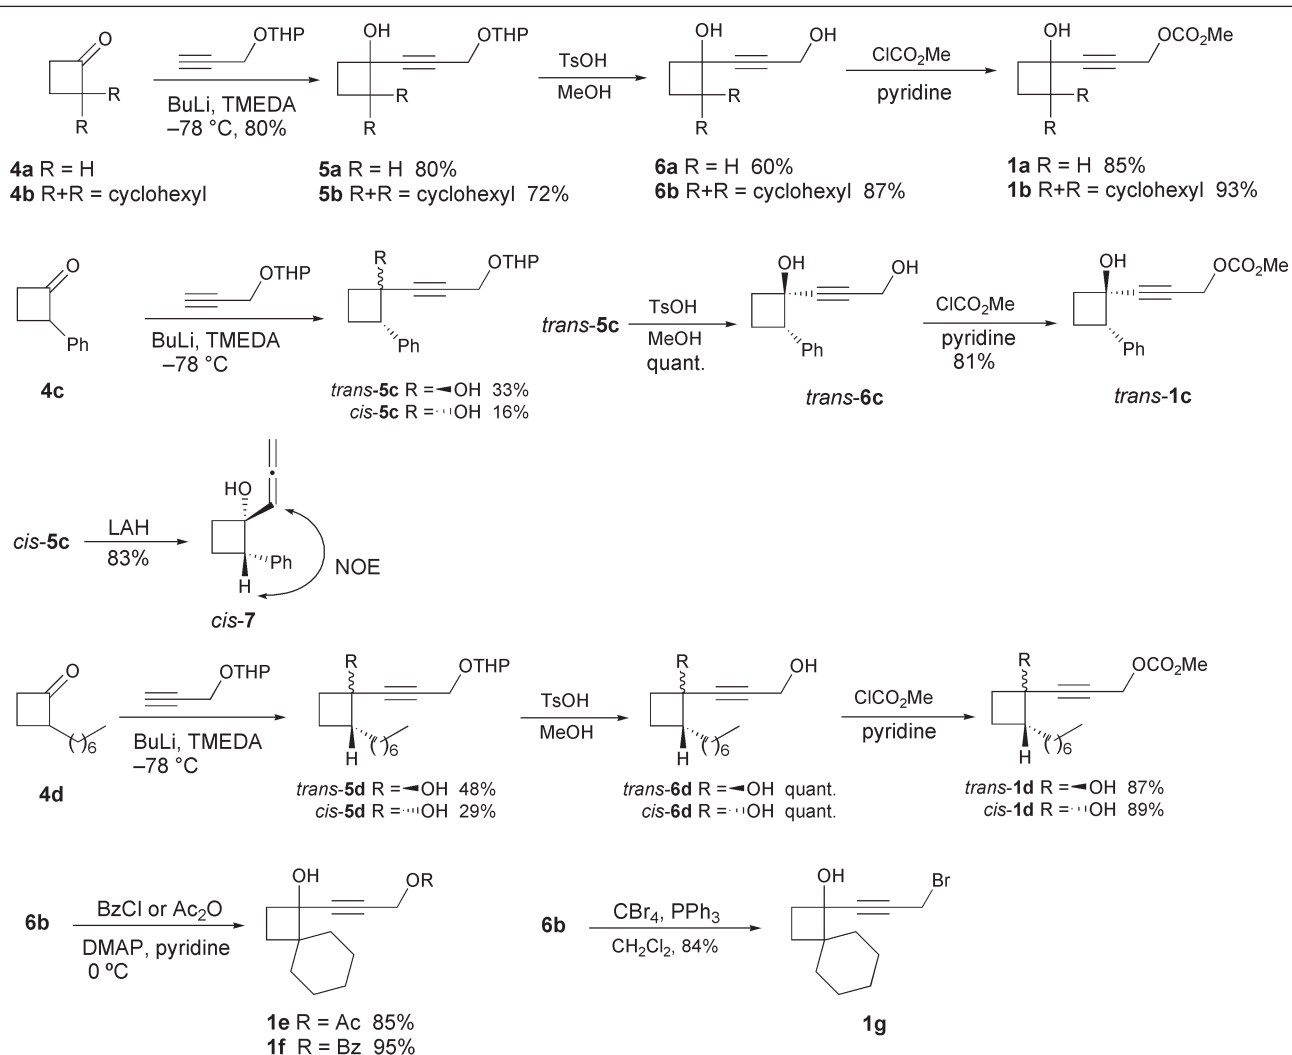 O
R
R
4a R = H
4b R+R = cyclohexyl
OTHP
BuLi, TMEDA
–78 °C, 80%
OH
OTHP
R
R
5a R = H 80%
5b R+R = cyclohexyl 72%
TsOH
MeOH
OH
OH
R
R
6a R = H 60%
6b R+R = cyclohexyl 87%
ClCO2Me
pyridine
OH
OCO2Me
R
R
1a R = H 85%
1b R+R = cyclohexyl 93%
O
Ph
4c
OTHP
BuLi, TMEDA
–78 °C
R
OTHP
Ph
trans-5c R = OH 33%
cis-5c R = OH 16%
trans-5c
TsOH
MeOH
quant.
OH
OH
Ph
trans-6c
ClCO2Me
pyridine
81%
OH
OCO2Me
Ph
trans-1c
cis-5c
LAH
83%
HO
Ph
H
NOE
cis-7
O
( )6
4d
OTHP
BuLi, TMEDA
–78 °C
R
OTHP
( )6
H
trans-5d R = OH 48%
cis-5d R = OH 29%
TsOH
MeOH
R
OH
( )6
H
trans-6d R = OH quant.
cis-6d R = OH quant.
ClCO2Me
pyridine
R
OCO2Me
( )6
H
trans-1d R = OH 87%
cis-1d R = OH 89%
6b
BzCl or Ac2O
DMAP, pyridine
0 ºC
OH
OR
1e R = Ac 85%
1f R = Bz 95%
6b
CBr4, PPh3
CH2Cl2, 84%
OH
Br
1g